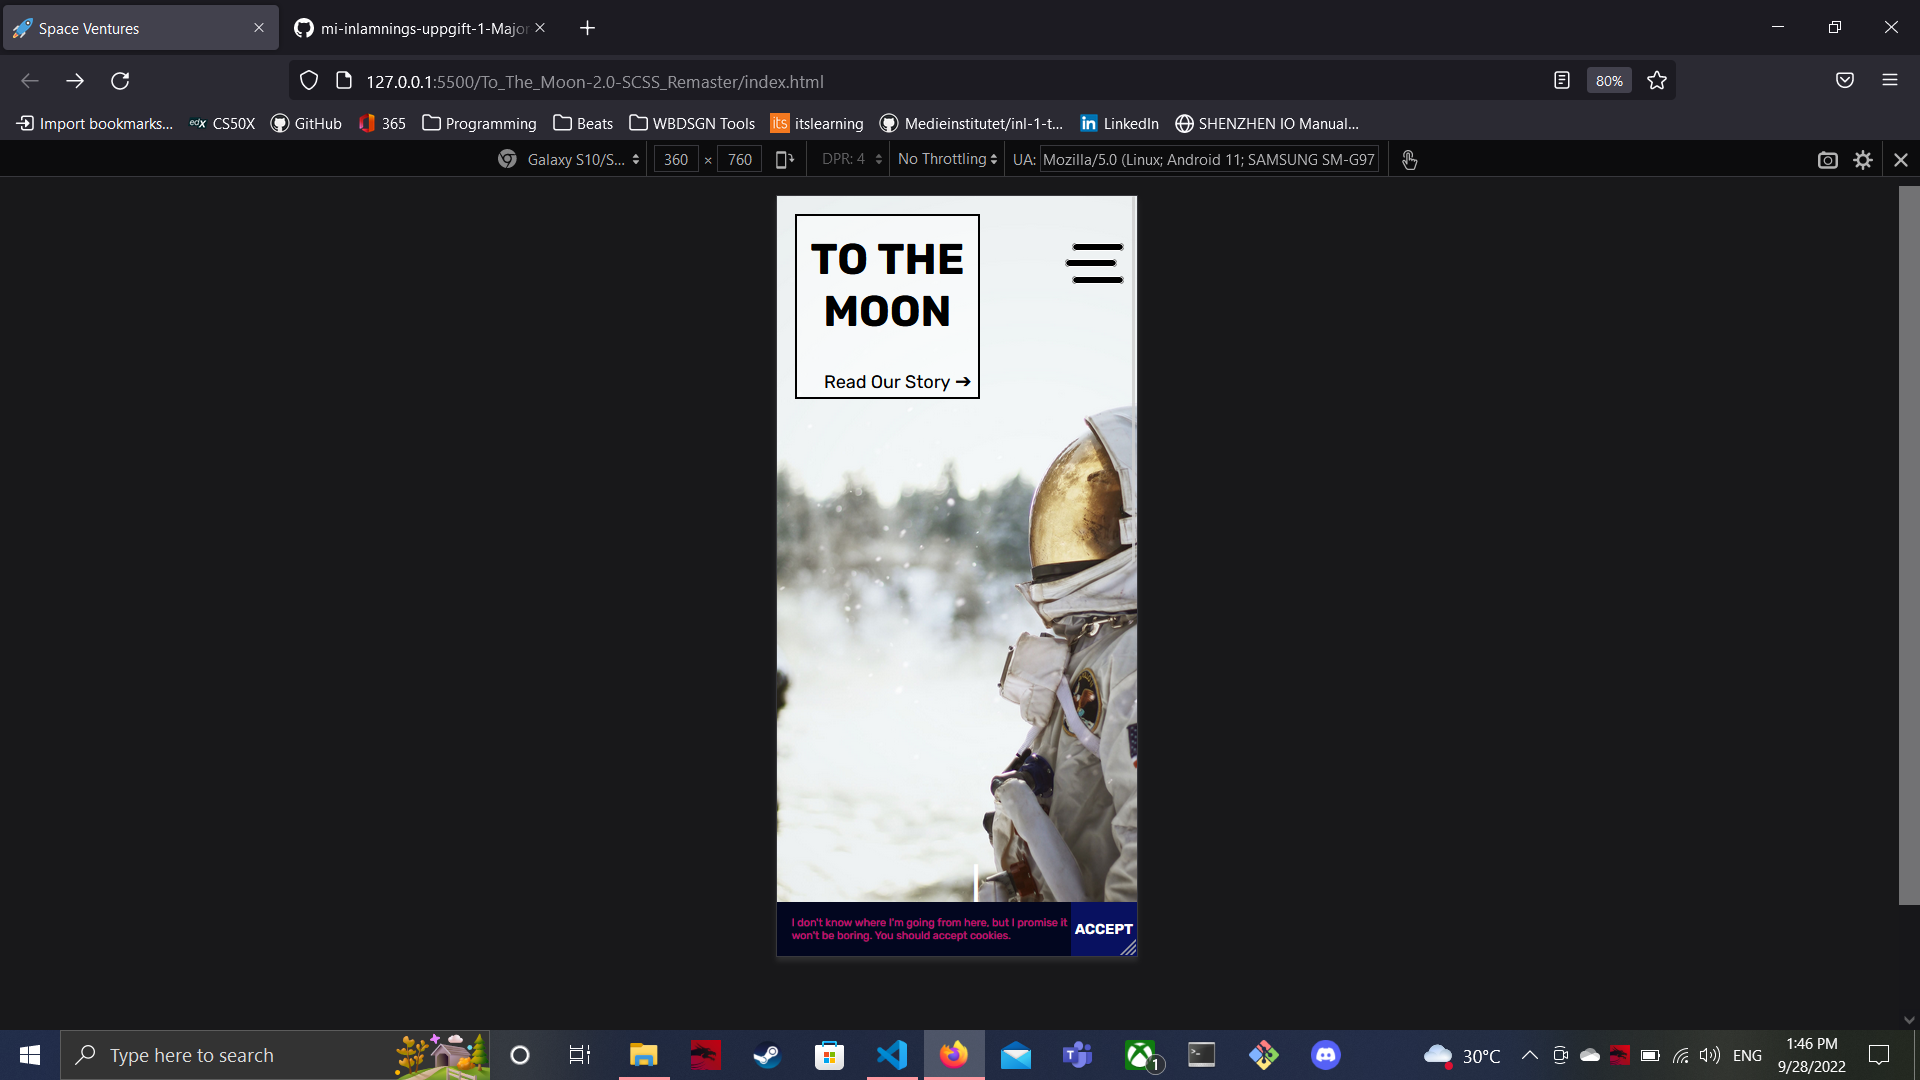 Space Ventures
mi-inlamnings-uppgift-1-Major
127.0.0.1:5500/To_The_Moon-2.0-SCSS_Remaster/index.html
80%
Import bookmarks...
edX CS50X
GitHub
365
Programming
Beats
WBDSGN Tools
its itslearning
Medieinstitutet/inl-1-t...
in LinkedIn
SHENZHEN IO Manual...
Galaxy S10/S...
360 × 760
DPR: 4
No Throttling
UA: Mozilla/5.0 (Linux; Android 11; SAMSUNG SM-G97
TO THE
MOON
Read Our Story ➔
I don't know where I'm going from here, but I promise it
won't be boring. You should accept cookies.
ACCEPT
Type here to search
1
30°C
ENG
1:46 PM
9/28/2022